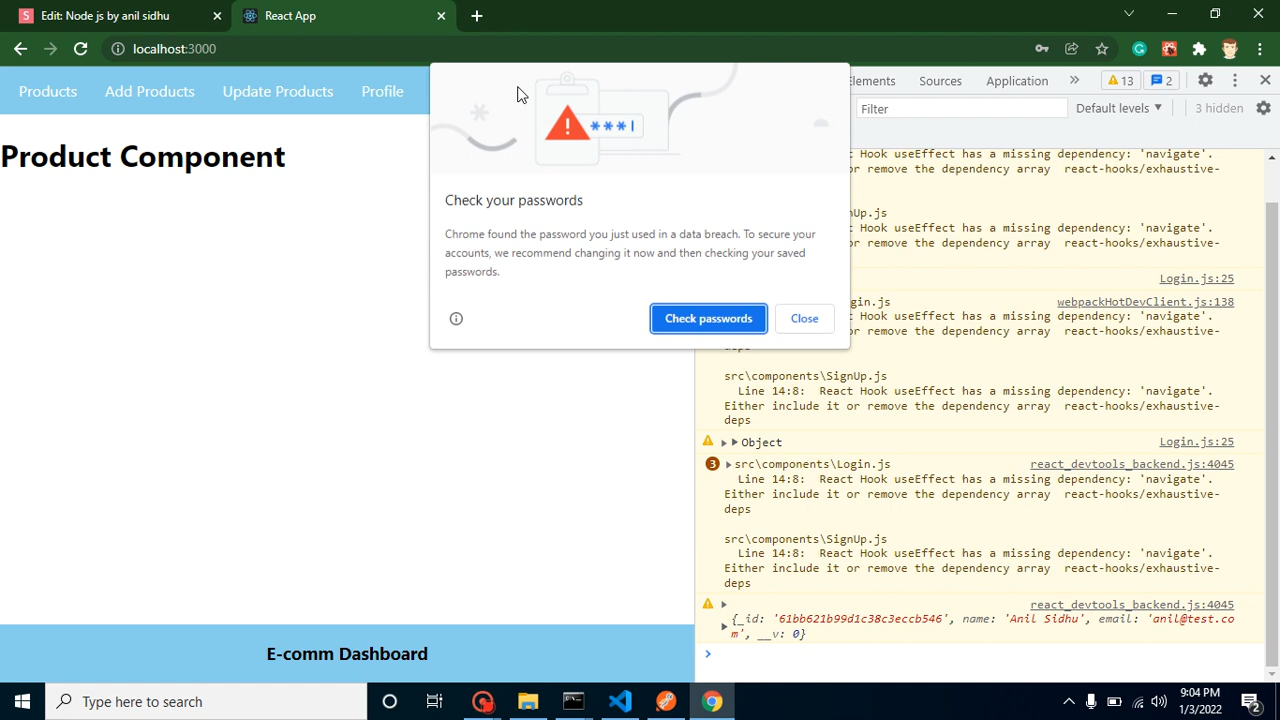 Edit: Node js by anil sidhu
React App
localhost:3000
Products
Add Products
Update Products
Profile
Product Component
***
Check your passwords
Chrome found the password you just used in a data breach. To secure your
accounts, we recommend changing it now and then checking your saved
passwords.
Check passwords
Close
Sources
Application
13
2
Filter
Default levels
3 hidden
React Hook useEffect has a missing dependency: 'navigate'.
or remove the dependency array react-hooks/exhaustive-
React Hook useEffect has a missing dependency: 'navigate'.
or remove the dependency array react-hooks/exhaustive-
Login.js:25
webpackHotDevClient.js:138
React Hook useEffect has a missing dependency: 'navigate'.
or remove the dependency array react-hooks/exhaustive-
src\components\SignUp.js
Line 14:8: React Hook useEffect has a missing dependency: 'navigate'.
Either include it or remove the dependency array react-hooks/exhaustive-
deps
Object
Login.js:25
3
src\components\Login.js
react_devtools_backend.js:4045
Line 14:8: React Hook useEffect has a missing dependency: 'navigate'.
Either include it or remove the dependency array react-hooks/exhaustive-
deps
src\components\SignUp.js
Line 14:8: React Hook useEffect has a missing dependency: 'navigate'.
Either include it or remove the dependency array react-hooks/exhaustive-
deps
react_devtools_backend.js:4045
{_id: '61bb621b99d1c38c3eccb546', name: 'Anil Sidhu', email: 'anil@test.co
m', __v: 0}
E-comm Dashboard
Type here to search
9:04 PM
1/3/2022
2